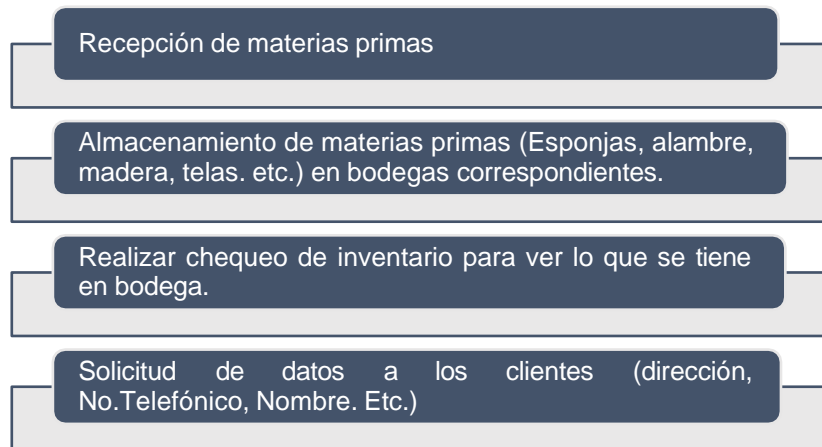 Recepción de materias primas
Almacenamiento de materias primas (Esponjas, alambre,
madera, telas. etc.) en bodegas correspondientes.
Realizar chequeo de inventario para ver lo que se tiene
en bodega.
Solicitud de datos a los clientes (dirección,
No.Telefónico, Nombre. Etc.)